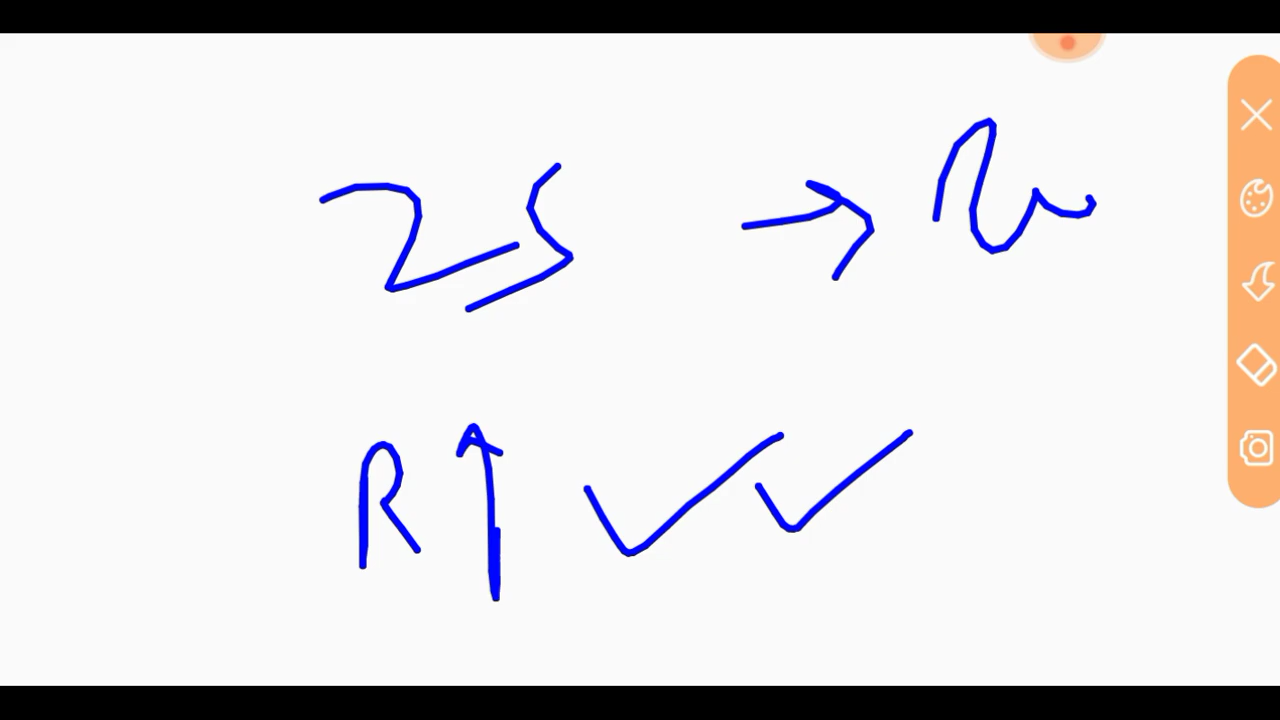 25 →
R ↑ ✓ ✓